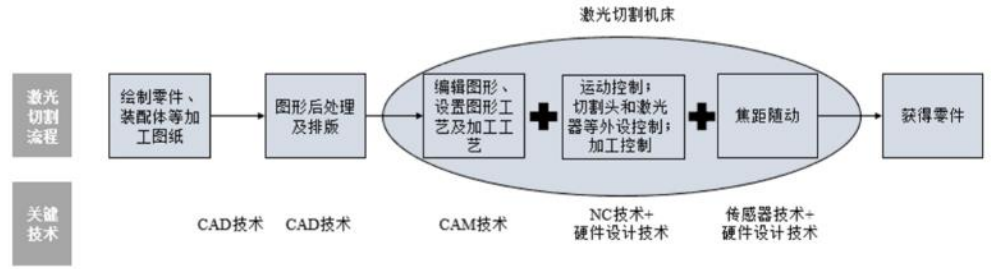 激光切割机床
激光
切割
流程
绘制零件、
装配体等加
工图纸
图形后处理
及排版
编辑图形、
设置图形工
艺及加工工
艺
运动控制；
切割头和激光
器等外设控制；
加工控制
焦距随动
获得零件
关键
技术
CAD技术
CAD技术
CAM技术
NC技术+
硬件设计技术
传感器技术+
硬件设计技术